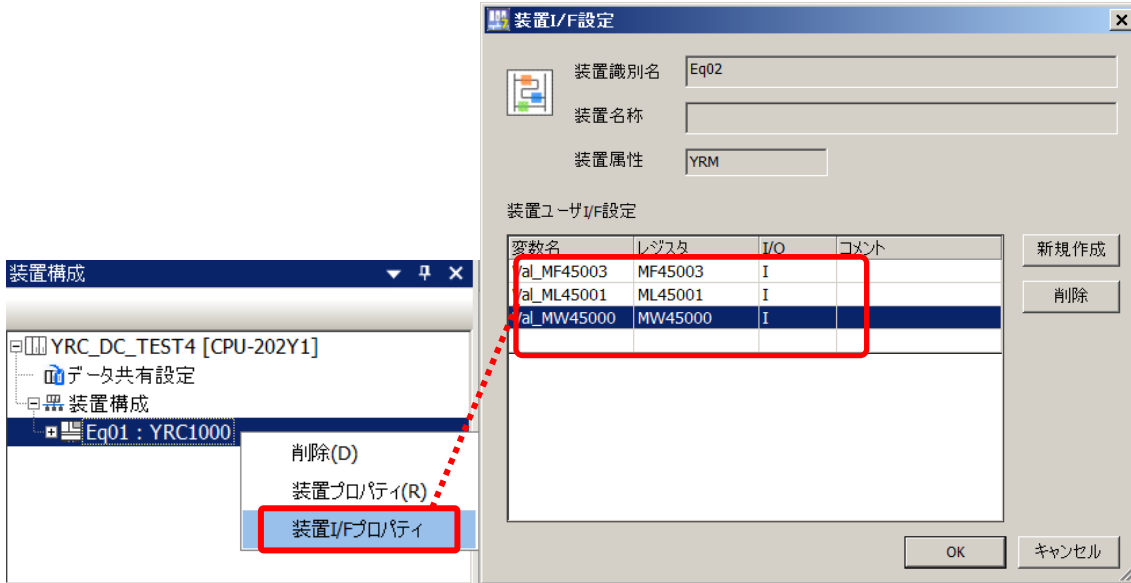 装置構成
YRC_DC_TEST4 [CPU-202Y1]
データ共有設定
装置構成
Eq01 : YRC1000
削除(D)
装置プロパティ(R)
装置I/Fプロパティ
装置I/F設定
装置識別名 Eq02
装置名称
装置属性 YRM
装置ユーザI/F設定
変数名 レジスタ I/O コメント
Val_MF45003 MF45003 I
Val_ML45001 ML45001 I
Val_MW45000 MW45000 I
新規作成
削除
OK キャンセル